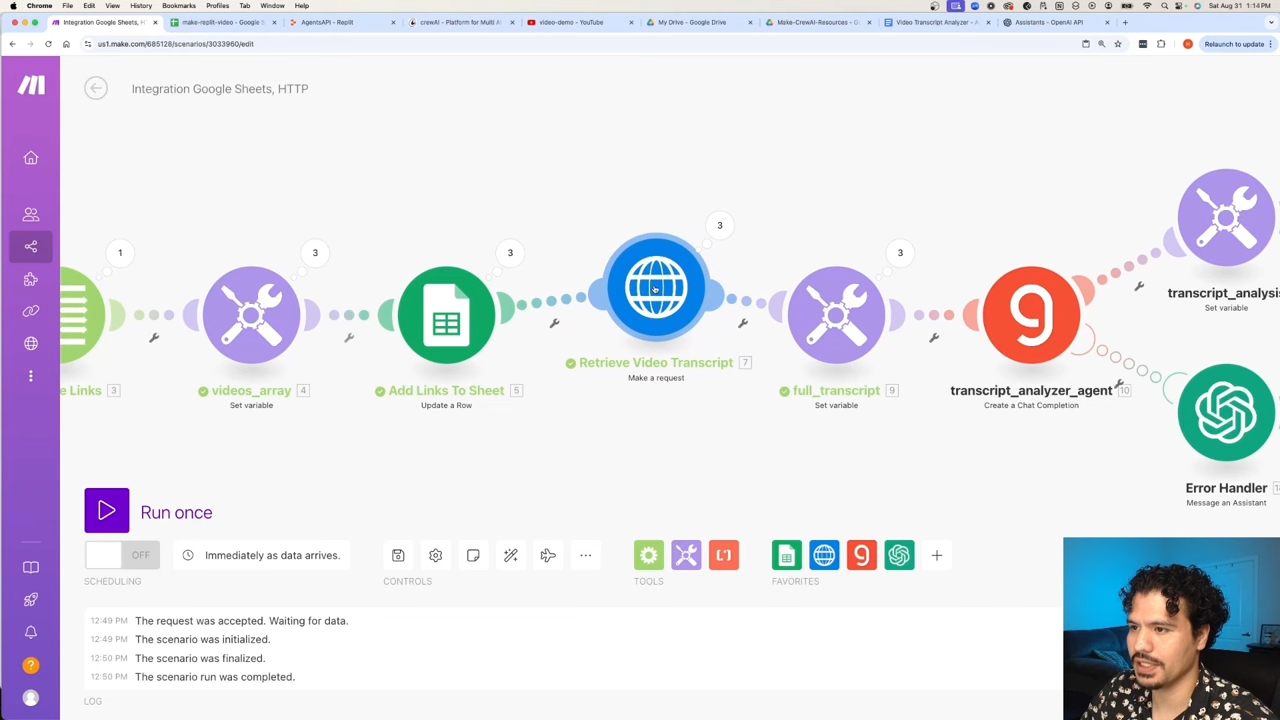 Chrome File Edit View History Bookmarks Profiles Tab Window Help
Sat Aug 31 1:14 PM
Integration Google Sheets, HTTP
make-replit-video - Google S
AgentsAPI - Replit
crewAI - Platform for Multi A
video-demo - YouTube
My Drive - Google Drive
Make-CrewAI-Resources - G
Video Transcript Analyzer - A
Assistants - OpenAI API
us1.make.com/685128/scenarios/3033960/edit
Relaunch to update
Integration Google Sheets, HTTP
3
1 3 3 3
transcript_analysis
Set variable
Retrieve Video Transcript 7
Make a request
e Links 3
videos_array 4
Set variable
Add Links To Sheet 5
Update a Row
full_transcript 9
Set variable
transcript_analyzer_agent 10
Create a Chat Completion
Error Handler
Message an Assistant
Run once
OFF
Immediately as data arrives.
SCHEDULING
CONTROLS
TOOLS
FAVORITES
12:49 PM The request was accepted. Waiting for data.
12:49 PM The scenario was initialized.
12:50 PM The scenario was finalized.
12:50 PM The scenario run was completed.
LOG